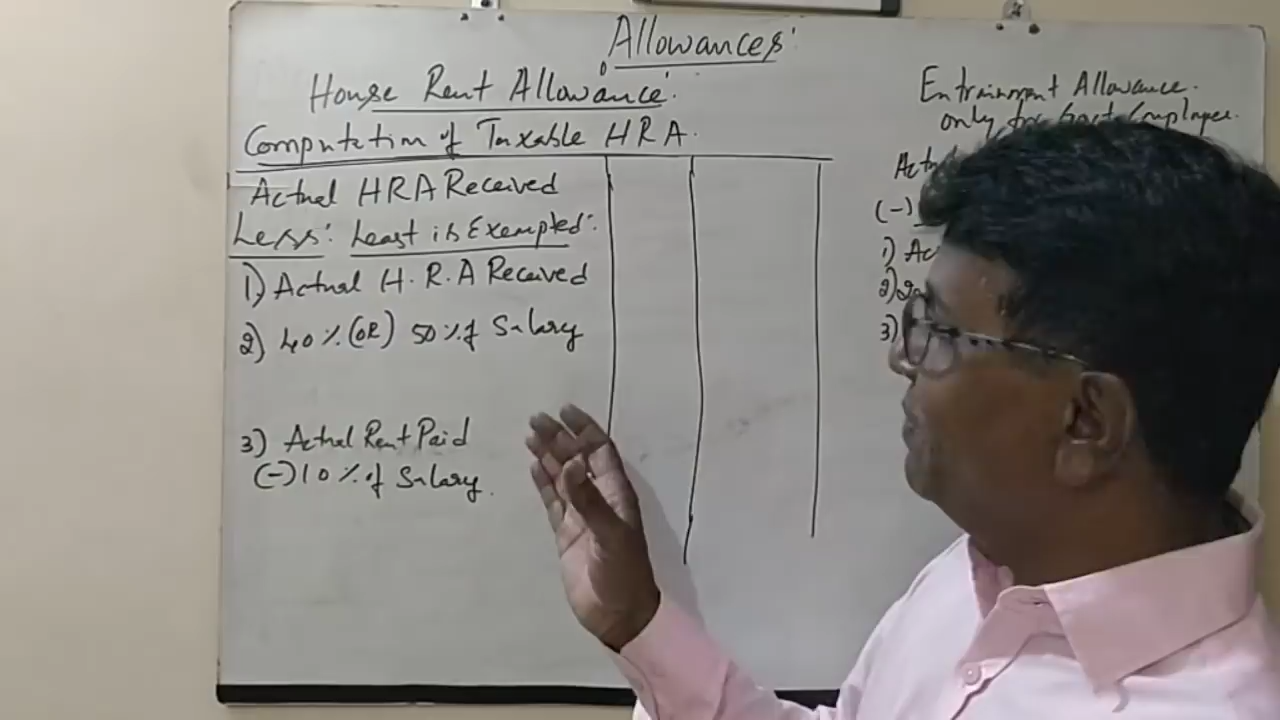 Allowances:
House Rent Allowance:
Computation of Taxable HRA.
Actual HRA Received
Less: Least is Exempted:
1) Actual H.R.A Received
2) 40% (OR) 50% of Salary
3) Actual Rent Paid
(-) 10% of Salary.
Allowance.
only for Govt Employee.
(-)
1) Ac
2)
3)